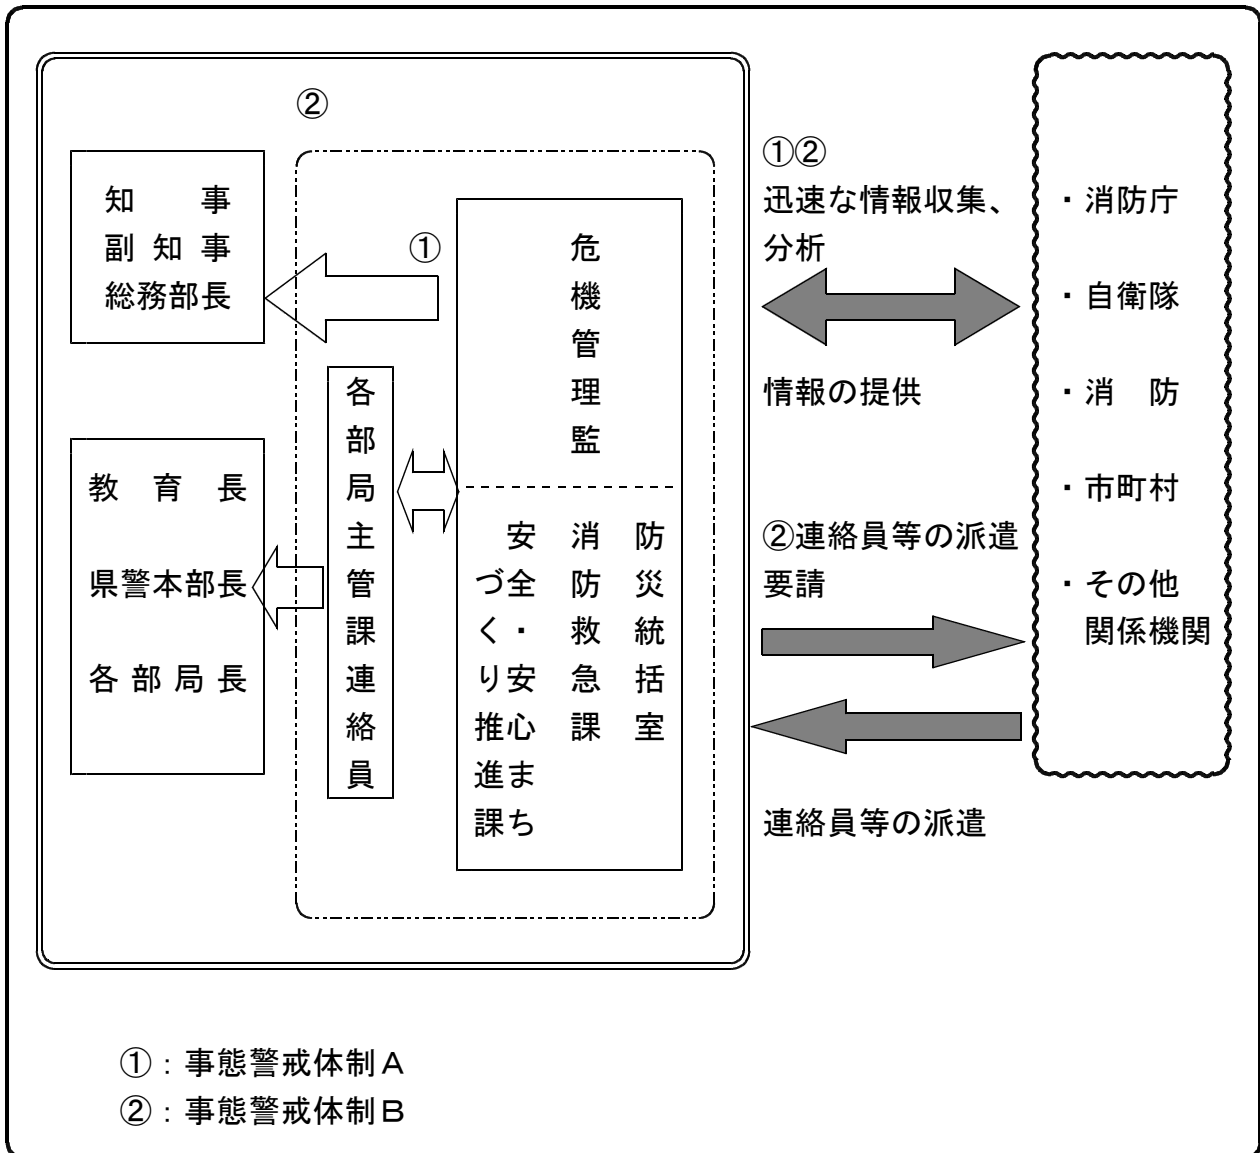 ②
知事
副知事
総務部長
①
教育長
県警本部長
各部局長
各部局主管課連絡員
危機管理監
防災統括室
消防救急課
安全・安心まち
づくり推進課
①②
迅速な情報収集、
分析
情報の提供
②連絡員等の派遣
要請
連絡員等の派遣
・消防庁
・自衛隊
・消 防
・市町村
・その他
関係機関
①：事態警戒体制Ａ
②：事態警戒体制Ｂ